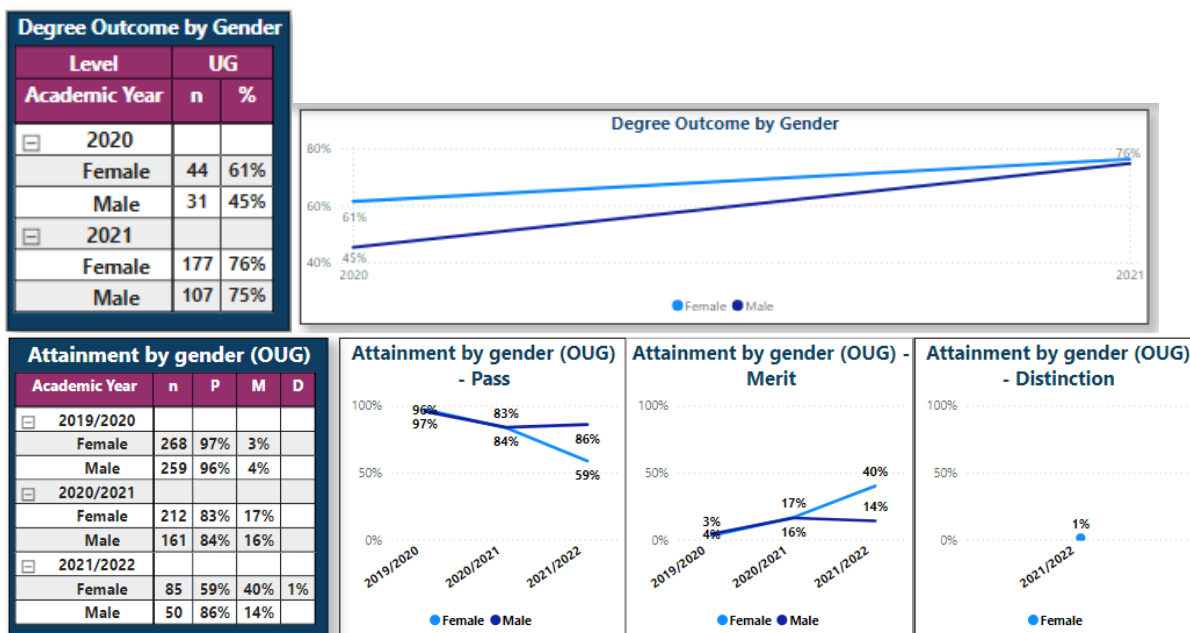 Degree Outcome by Gender
Level UG
Academic Year n %
2020
Female 44 61%
Male 31 45%
2021
Female 177 76%
Male 107 75%
Degree Outcome by Gender
80%
76%
60%
61%
40%
45%
2020 2021
Female Male
Attainment by gender (OUG)
Academic Year n P M D
2019/2020
Female 268 97% 3%
Male 259 96% 4%
2020/2021
Female 212 83% 17%
Male 161 84% 16%
2021/2022
Female 85 59% 40% 1%
Male 50 86% 14%
Attainment by gender (OUG)
- Pass
100%
96%
97%
83%
84%
86%
59%
50%
0%
2019/2020 2020/2021 2021/2022
Female Male
Attainment by gender (OUG) -
Merit
100%
50%
40%
17%
14%
3%
4%
16%
0%
2019/2020 2020/2021 2021/2022
Female Male
Attainment by gender (OUG)
- Distinction
100%
50%
1%
0%
2021/2022
Female